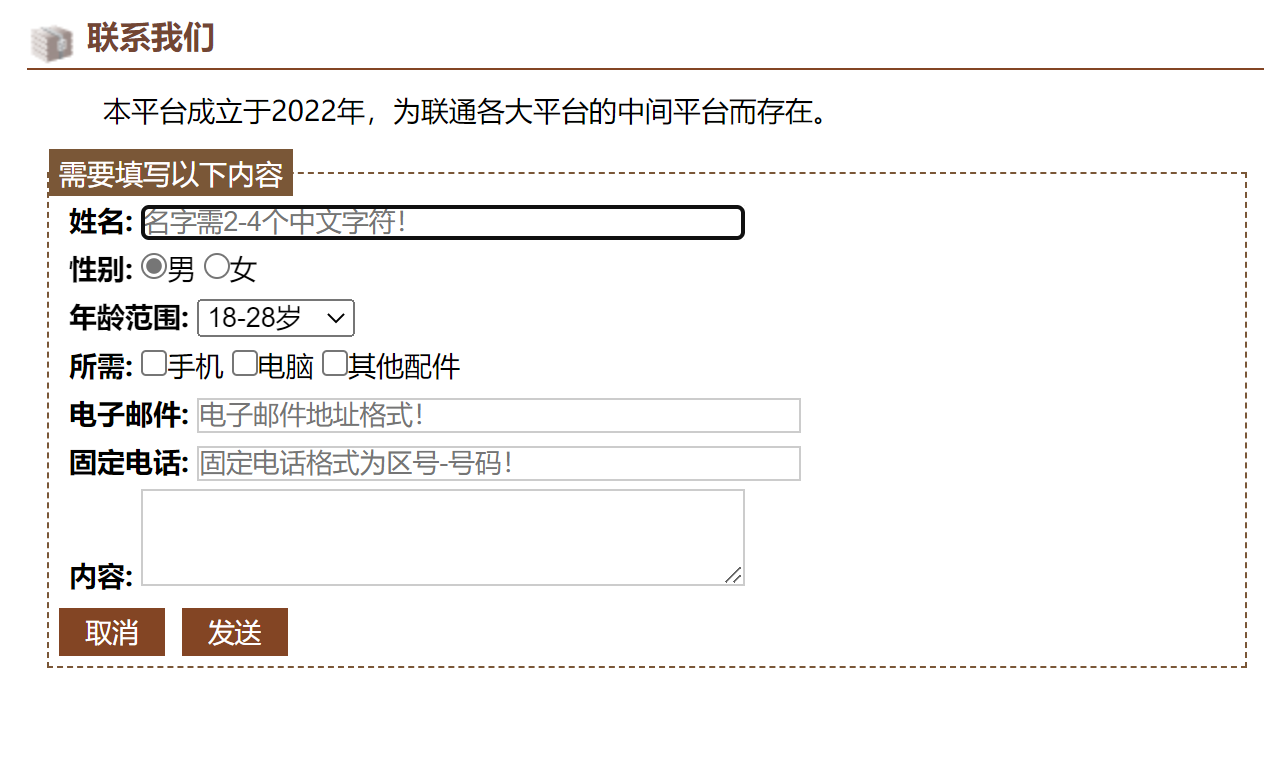 联系我们
本平台成立于2022年，为联通各大平台的中间平台而存在。
需要填写以下内容
姓名: 名字需2-4个中文字符!
性别: 男 女
年龄范围: 18-28岁
所需: 手机 电脑 其他配件
电子邮件: 电子邮件地址格式!
固定电话: 固定电话格式为区号-号码!
内容:
取消 发送